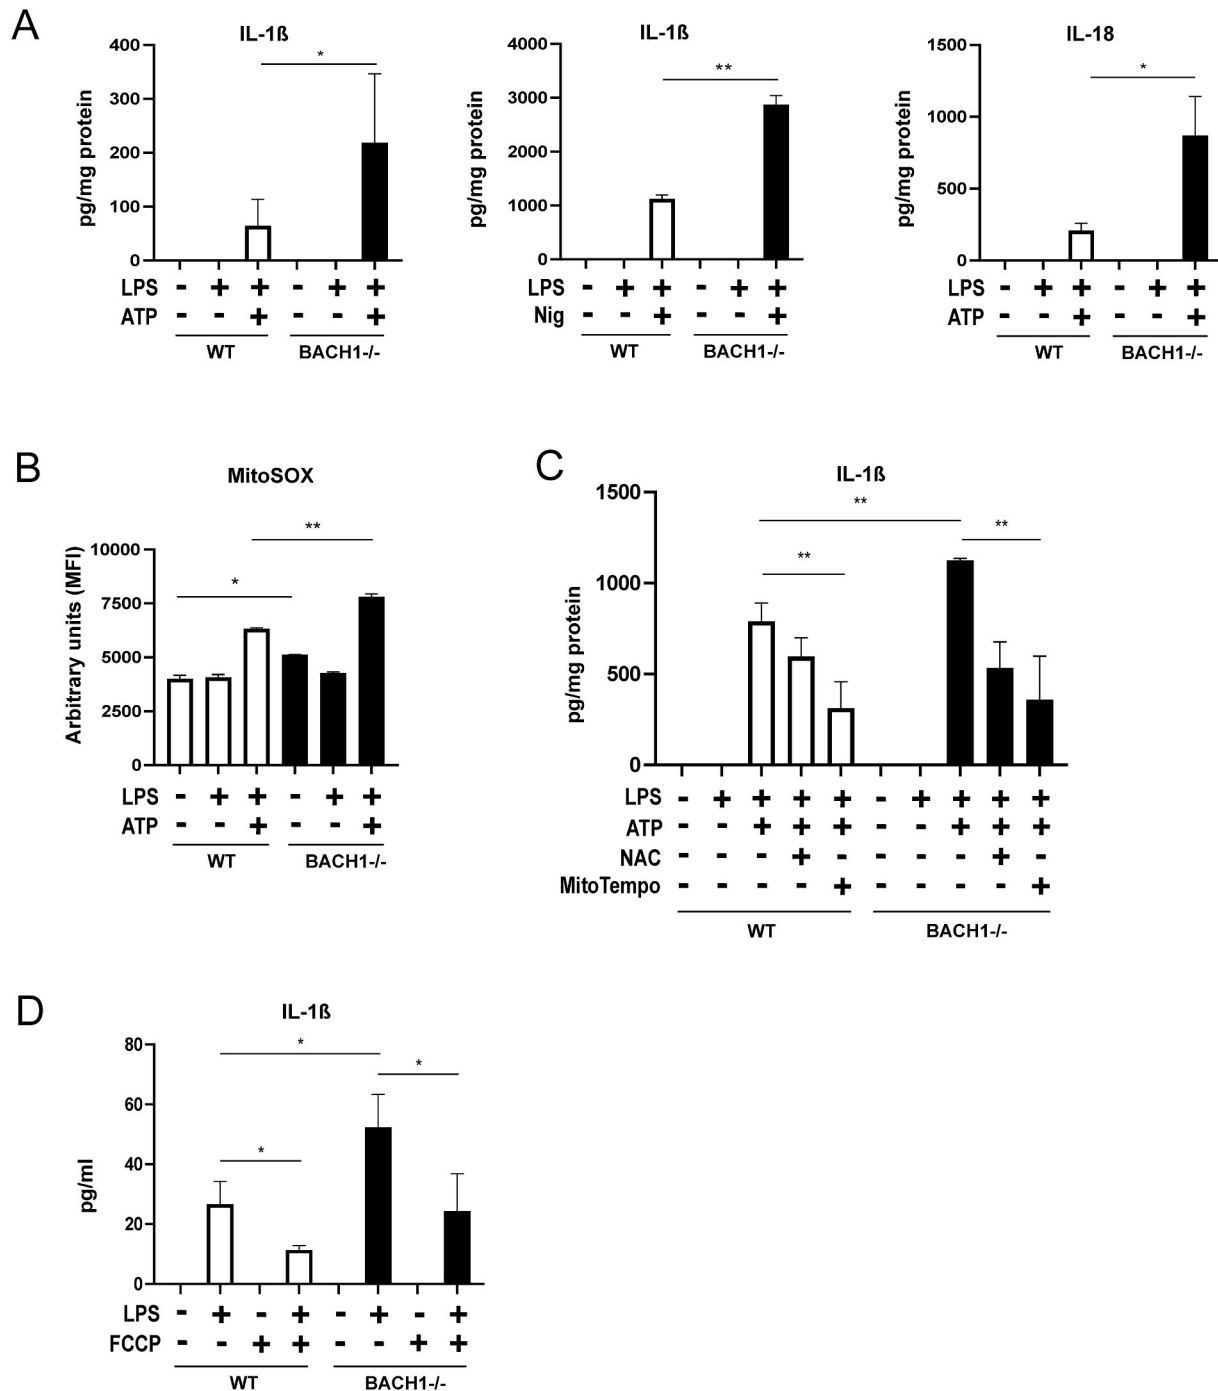 A
IL-1ß
400
300
200
100
0
pg/mg protein
*
LPS - + + - + +
ATP - - + - - +
WT BACH1-/-
IL-1ß
4000
3000
2000
1000
0
pg/mg protein
**
LPS - + + - + +
Nig - - + - - +
WT BACH1-/-
IL-18
1500
1000
500
0
pg/mg protein
*
LPS - + + - + +
ATP - - + - - +
WT BACH1-/-
B
MitoSOX
10000
7500
5000
2500
0
Arbitrary units (MFI)
**
*
LPS - + + - + +
ATP - - + - - +
WT BACH1-/-
C
IL-1ß
1500
1000
500
0
pg/mg protein
**
**
**
LPS - + + + + - + + + +
ATP - - + + + - - + + +
NAC - - - + - - - - + -
MitoTempo - - - - + - - - - +
WT BACH1-/-
D
IL-1ß
80
60
40
20
0
pg/ml
*
*
*
LPS - + - + - + - +
FCCP - - + + - - + +
WT BACH1-/-